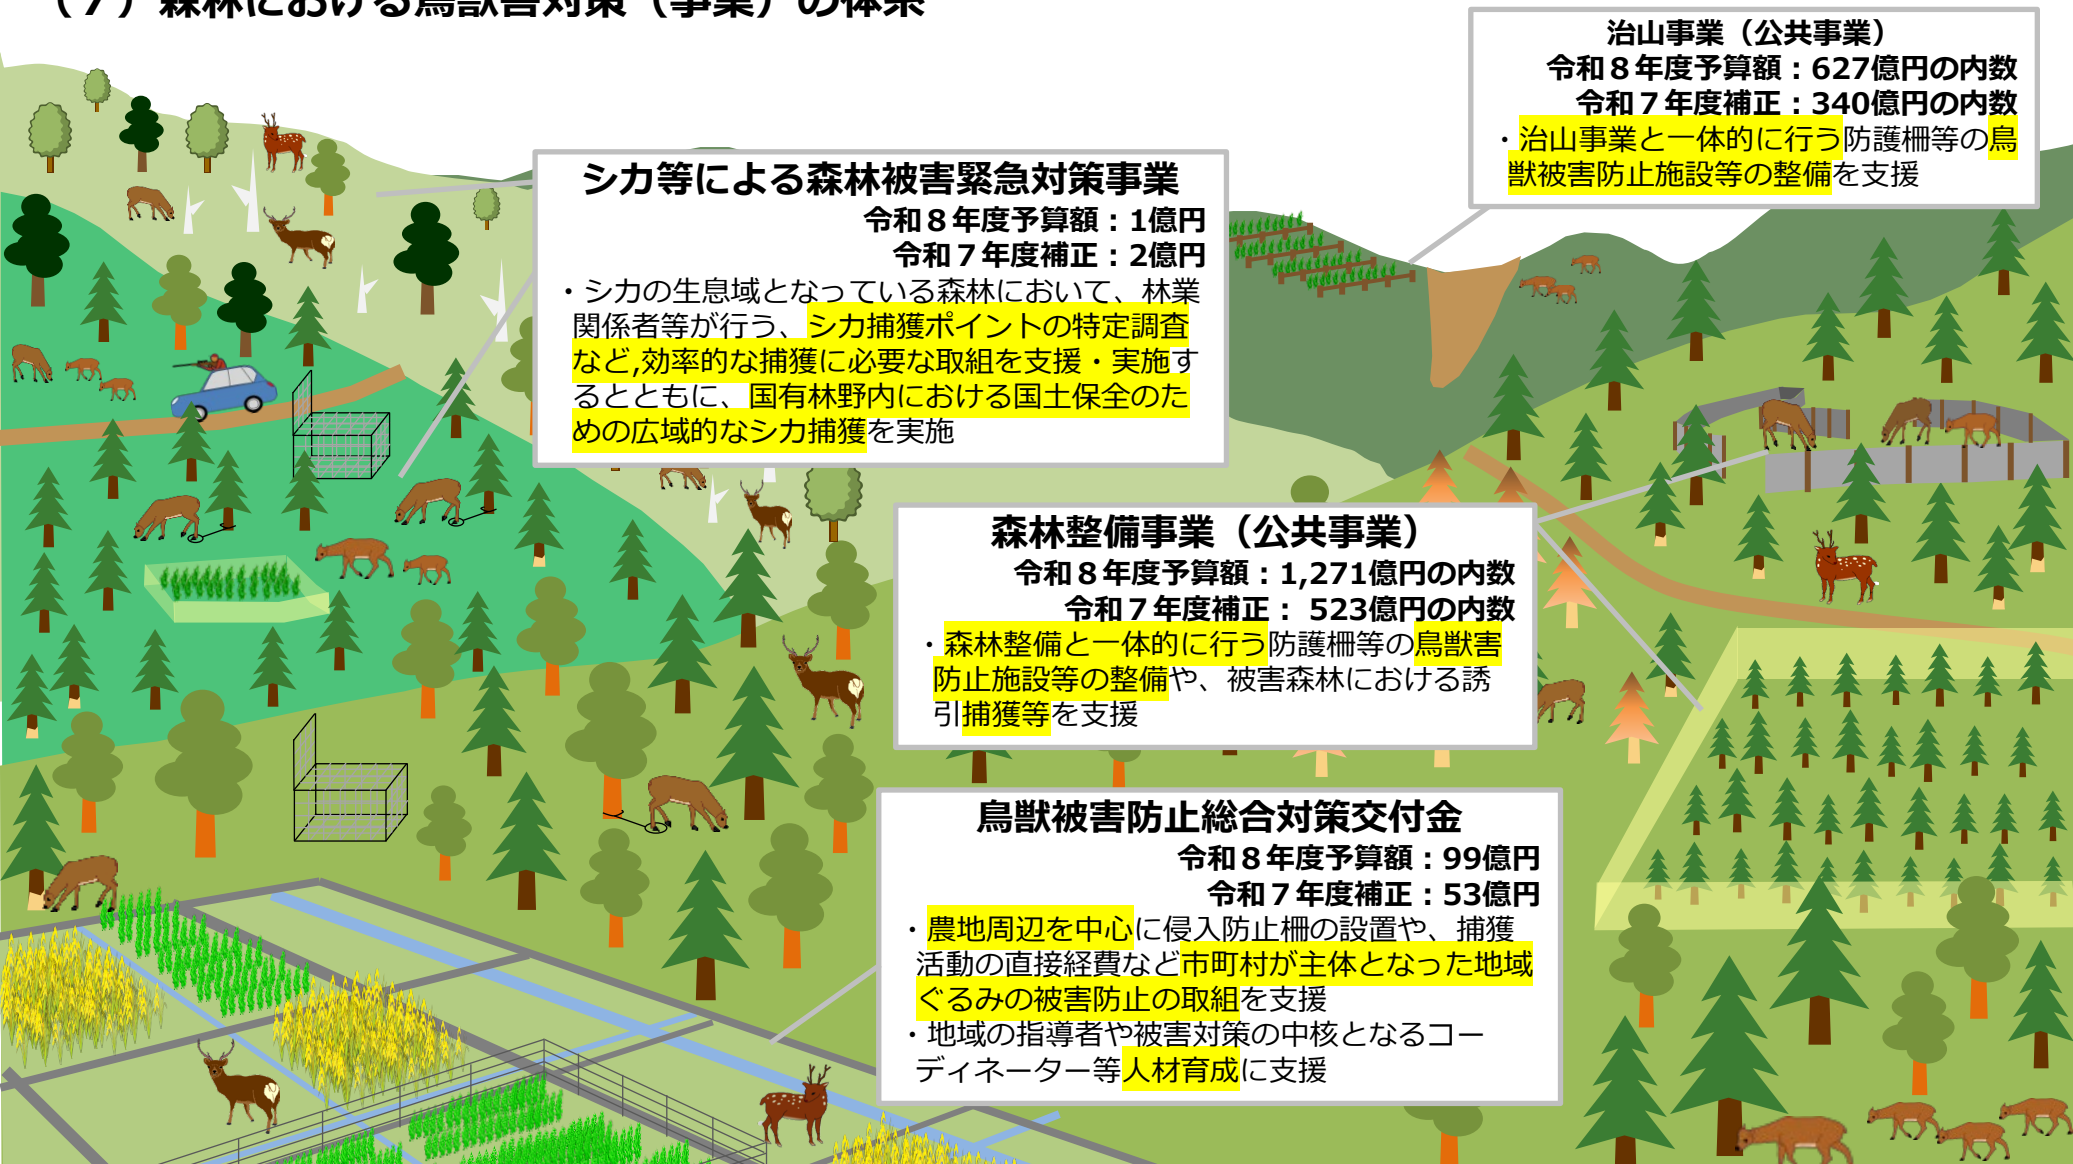 （７）森林における鳥獣害対策（事業）の体系
治山事業（公共事業）
令和８年度予算額：627億円の内数
令和７年度補正：340億円の内数
・治山事業と一体的に行う防護柵等の鳥
獣被害防止施設等の整備を支援
シカ等による森林被害緊急対策事業
令和８年度予算額：1億円
令和７年度補正：2億円
・シカの生息域となっている森林において、林業
関係者等が行う、シカ捕獲ポイントの特定調査
など,効率的な捕獲に必要な取組を支援・実施す
るとともに、国有林野内における国土保全のた
めの広域的なシカ捕獲を実施
森林整備事業（公共事業）
令和８年度予算額：1,271億円の内数
令和７年度補正： 523億円の内数
・森林整備と一体的に行う防護柵等の鳥獣害
防止施設等の整備や、被害森林における誘
引捕獲等を支援
鳥獣被害防止総合対策交付金
令和８年度予算額：99億円
令和７年度補正：53億円
・農地周辺を中心に侵入防止柵の設置や、捕獲
活動の直接経費など市町村が主体となった地域
ぐるみの被害防止の取組を支援
・地域の指導者や被害対策の中核となるコー
ディネーター等人材育成に支援